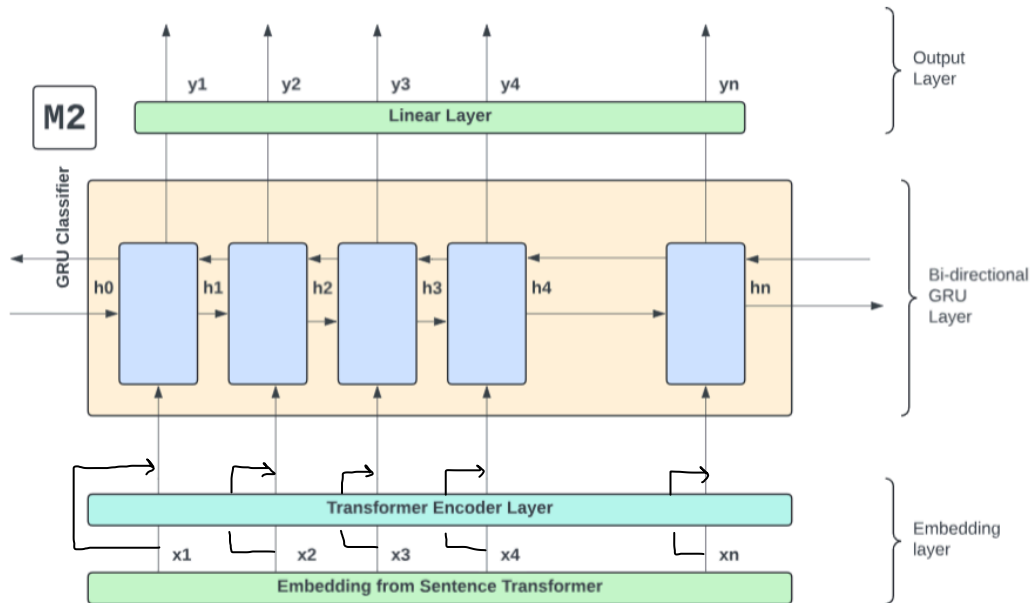 Output
Layer
y1 y2 y3 y4 yn
M2
Linear Layer
GRU Classifier
h0 h1 h2 h3 h4 hn
Bi-directional
GRU
Layer
Transformer Encoder Layer
Embedding
layer
x1 x2 x3 x4 xn
Embedding from Sentence Transformer